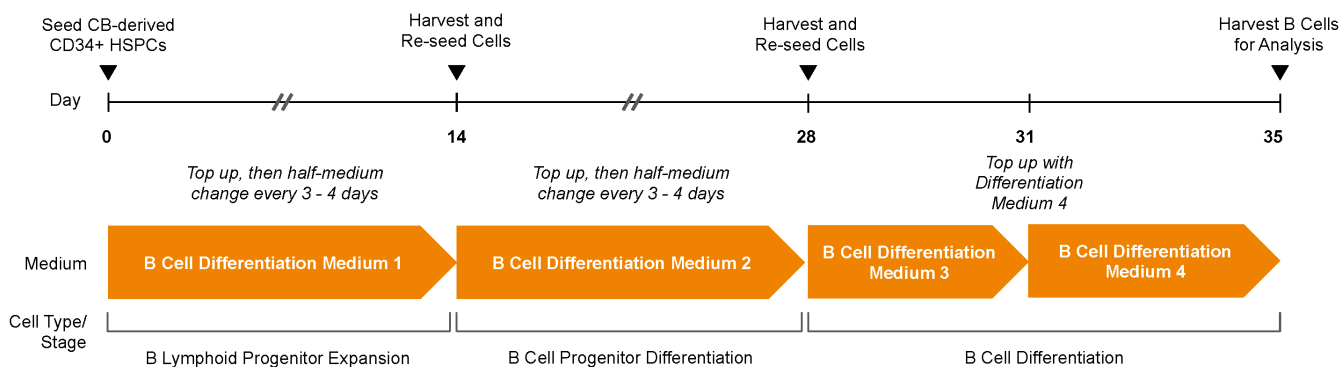 Seed CB-derived
CD34+ HSPCs
Harvest and
Re-seed Cells
Harvest and
Re-seed Cells
Harvest B Cells
for Analysis
Day
0
14
28
31
35
Top up, then half-medium
change every 3 - 4 days
Top up, then half-medium
change every 3 - 4 days
Top up with
Differentiation
Medium 4
Medium
B Cell Differentiation Medium 1
B Cell Differentiation Medium 2
B Cell Differentiation
Medium 3
B Cell Differentiation
Medium 4
Cell Type/
Stage
B Lymphoid Progenitor Expansion
B Cell Progenitor Differentiation
B Cell Differentiation